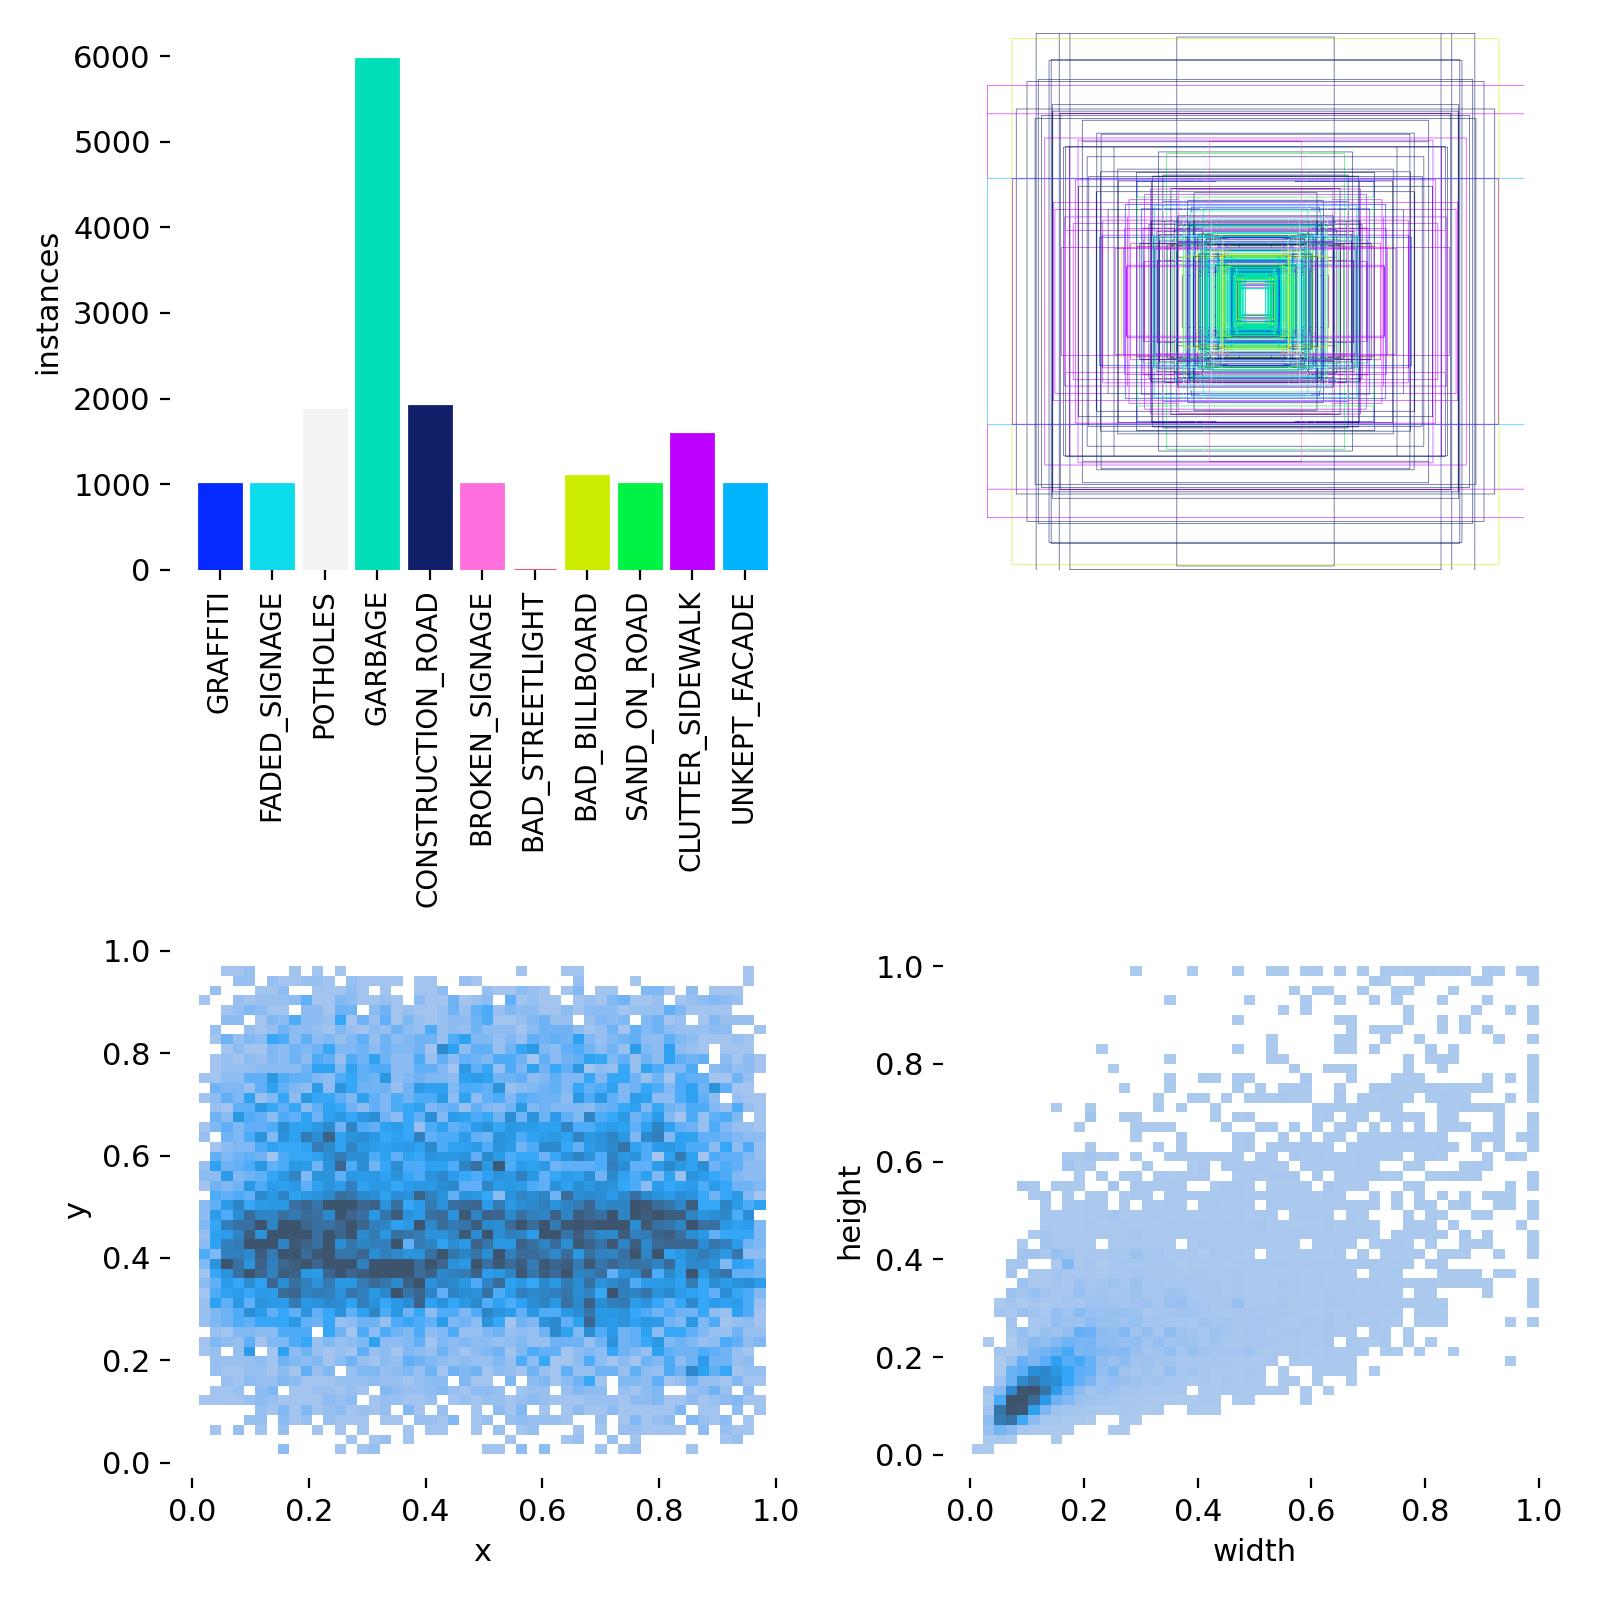 6000
5000
4000
3000
2000
1000
0
instances
GRAFFITI
FADED_SIGNAGE
POTHOLES
GARBAGE
CONSTRUCTION_ROAD
BROKEN_SIGNAGE
BAD_STREETLIGHT
BAD_BILLBOARD
SAND_ON_ROAD
CLUTTER_SIDEWALK
UNKEPT_FACADE
1.0
0.8
0.6
0.4
0.2
0.0
y
0.0 0.2 0.4 0.6 0.8 1.0
x
1.0
0.8
0.6
0.4
0.2
0.0
height
0.0 0.2 0.4 0.6 0.8 1.0
width